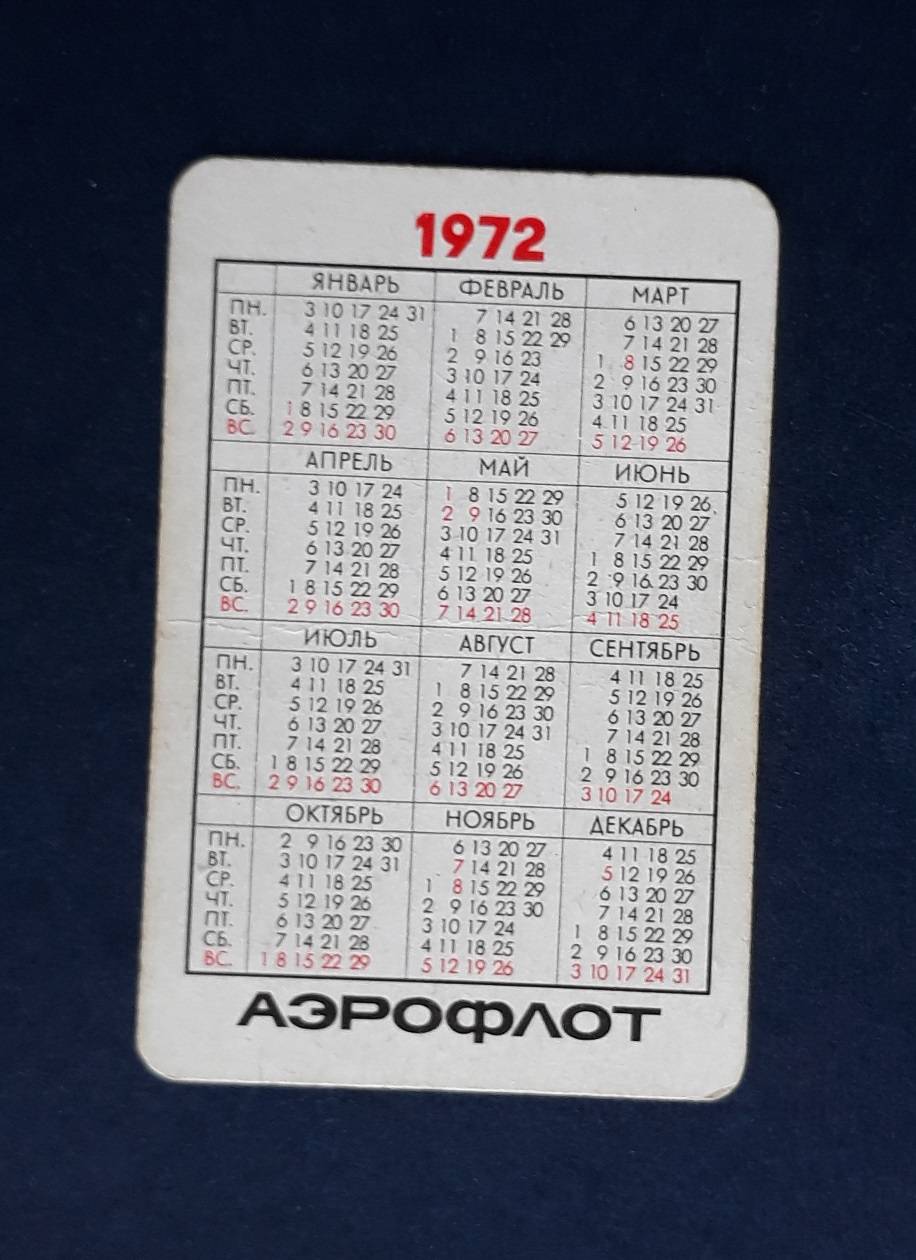 1972
ЯНВАРЬ ФЕВРАЛЬ МАРТ
ПН. 3 10 17 24 31 7 14 21 28 6 13 20 27
ВТ. 4 11 18 25 1 8 15 22 29 7 14 21 28
СР. 5 12 19 26 2 9 16 23 1 8 15 22 29
ЧТ. 6 13 20 27 3 10 17 24 2 9 16 23 30
ПТ. 7 14 21 28 4 11 18 25 3 10 17 24 31
СБ. 1 8 15 22 29 5 12 19 26 4 11 18 25
ВС. 2 9 16 23 30 6 13 20 27 5 12 19 26
АПРЕЛЬ МАЙ ИЮНЬ
ПН. 3 10 17 24 1 8 15 22 29 5 12 19 26
ВТ. 4 11 18 25 2 9 16 23 30 6 13 20 27
СР. 5 12 19 26 3 10 17 24 31 7 14 21 28
ЧТ. 6 13 20 27 4 11 18 25 1 8 15 22 29
ПТ. 7 14 21 28 5 12 19 26 2 9 16 23 30
СБ. 1 8 15 22 29 6 13 20 27 3 10 17 24
ВС. 2 9 16 23 30 7 14 21 28 4 11 18 25
ИЮЛЬ АВГУСТ СЕНТЯБРЬ
ПН. 3 10 17 24 31 7 14 21 28 4 11 18 25
ВТ. 4 11 18 25 1 8 15 22 29 5 12 19 26
СР. 5 12 19 26 2 9 16 23 30 6 13 20 27
ЧТ. 6 13 20 27 3 10 17 24 31 7 14 21 28
ПТ. 7 14 21 28 4 11 18 25 1 8 15 22 29
СБ. 1 8 15 22 29 5 12 19 26 2 9 16 23 30
ВС. 2 9 16 23 30 6 13 20 27 3 10 17 24
ОКТЯБРЬ НОЯБРЬ ДЕКАБРЬ
ПН. 2 9 16 23 30 6 13 20 27 4 11 18 25
ВТ. 3 10 17 24 31 7 14 21 28 5 12 19 26
СР. 4 11 18 25 1 8 15 22 29 6 13 20 27
ЧТ. 5 12 19 26 2 9 16 23 30 7 14 21 28
ПТ. 6 13 20 27 3 10 17 24 1 8 15 22 29
СБ. 7 14 21 28 4 11 18 25 2 9 16 23 30
ВС. 1 8 15 22 29 5 12 19 26 3 10 17 24 31
АЭРОФЛОТ